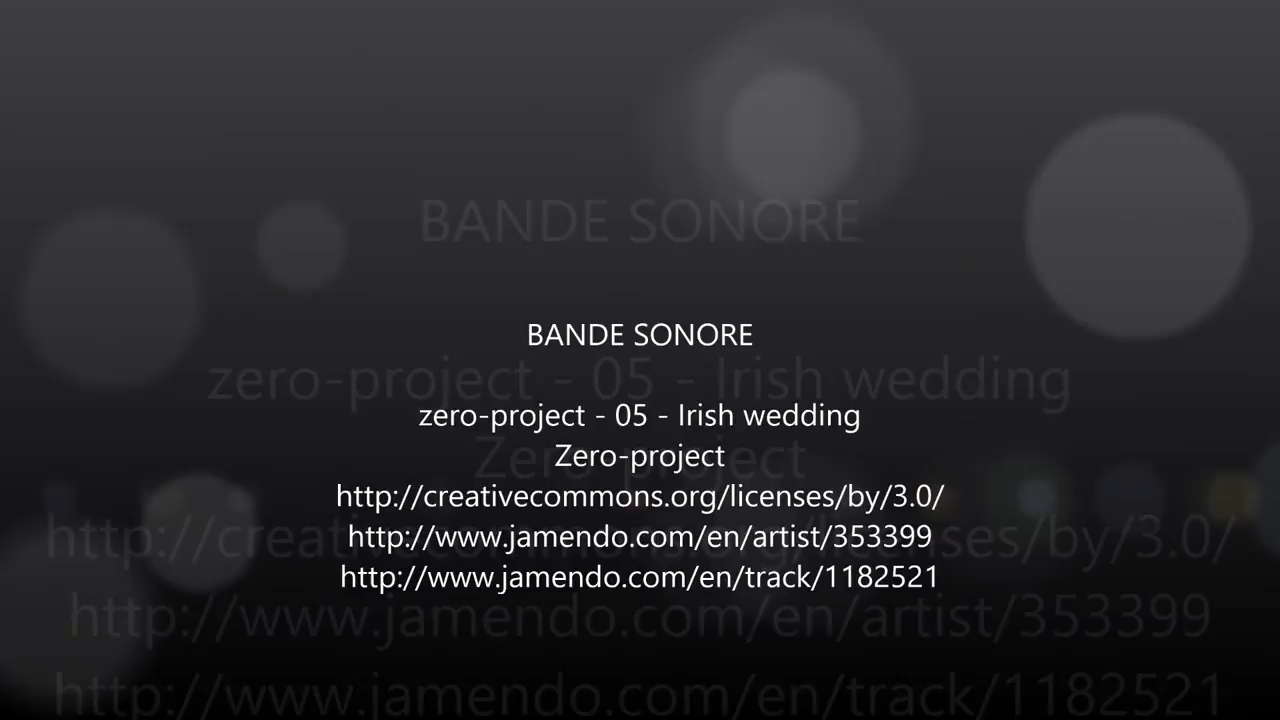 BANDE SONORE
zero-project - 05 - Irish wedding
Zero-project
http://creativecommons.org/licenses/by/3.0/
http://www.jamendo.com/en/artist/353399
http://www.jamendo.com/en/track/1182521